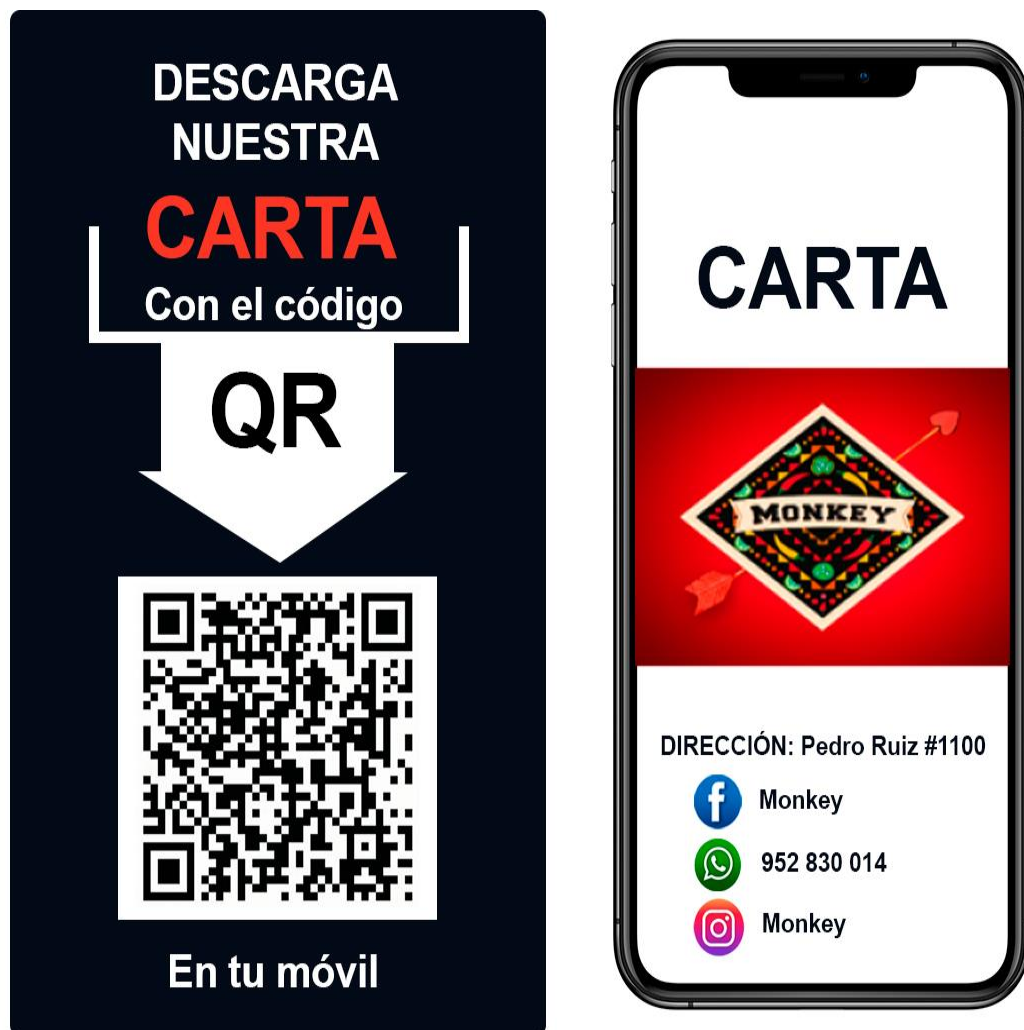 DESCARGA
NUESTRA
CARTA
Con el código
QR
En tu móvil
CARTA
MONKEY
DIRECCIÓN: Pedro Ruiz #1100
Monkey
952 830 014
Monkey